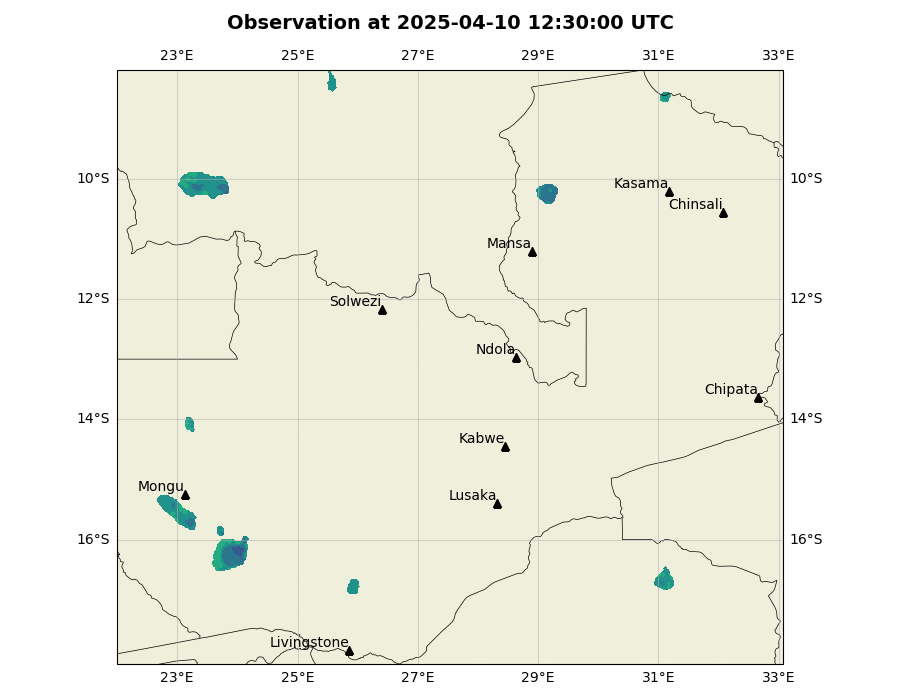 Observation at 2025-04-10 12:30:00 UTC
23°E 25°E 27°E 29°E 31°E 33°E
10°S 10°S
Kasama
Chinsali
Mansa
12°S 12°S
Solwezi
Ndola
Chipata
14°S 14°S
Kabwe
Mongu
Lusaka
16°S 16°S
Livingstone
23°E 25°E 27°E 29°E 31°E 33°E